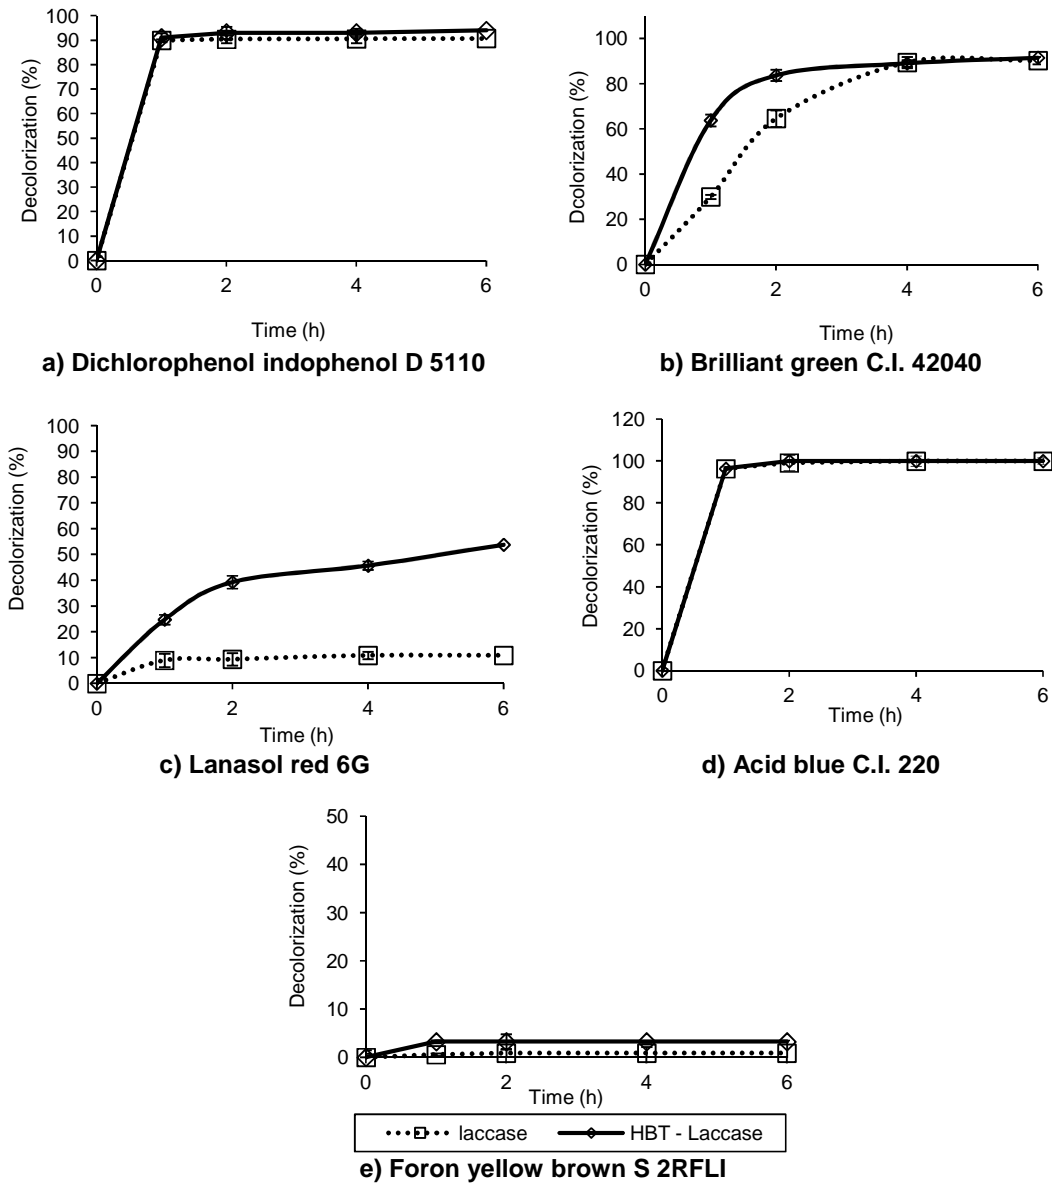 100
90
80
70
60
50
40
30
20
10
0
Decolorization (%)
0 2 4 6
Time (h)
a) Dichlorophenol indophenol D 5110
100
80
60
40
20
0
Dcolorization (%)
0 2 4 6
Time (h)
b) Brilliant green C.I. 42040
100
90
80
70
60
50
40
30
20
10
0
Decolorization (%)
0 2 4 6
Time (h)
c) Lanasol red 6G
120
100
80
60
40
20
0
Decolorization (%)
0 2 4 6
Time (h)
d) Acid blue C.I. 220
50
40
30
20
10
0
Decolorization (%)
0 2 4 6
Time (h)
laccase HBT - Laccase
e) Foron yellow brown S 2RFLI